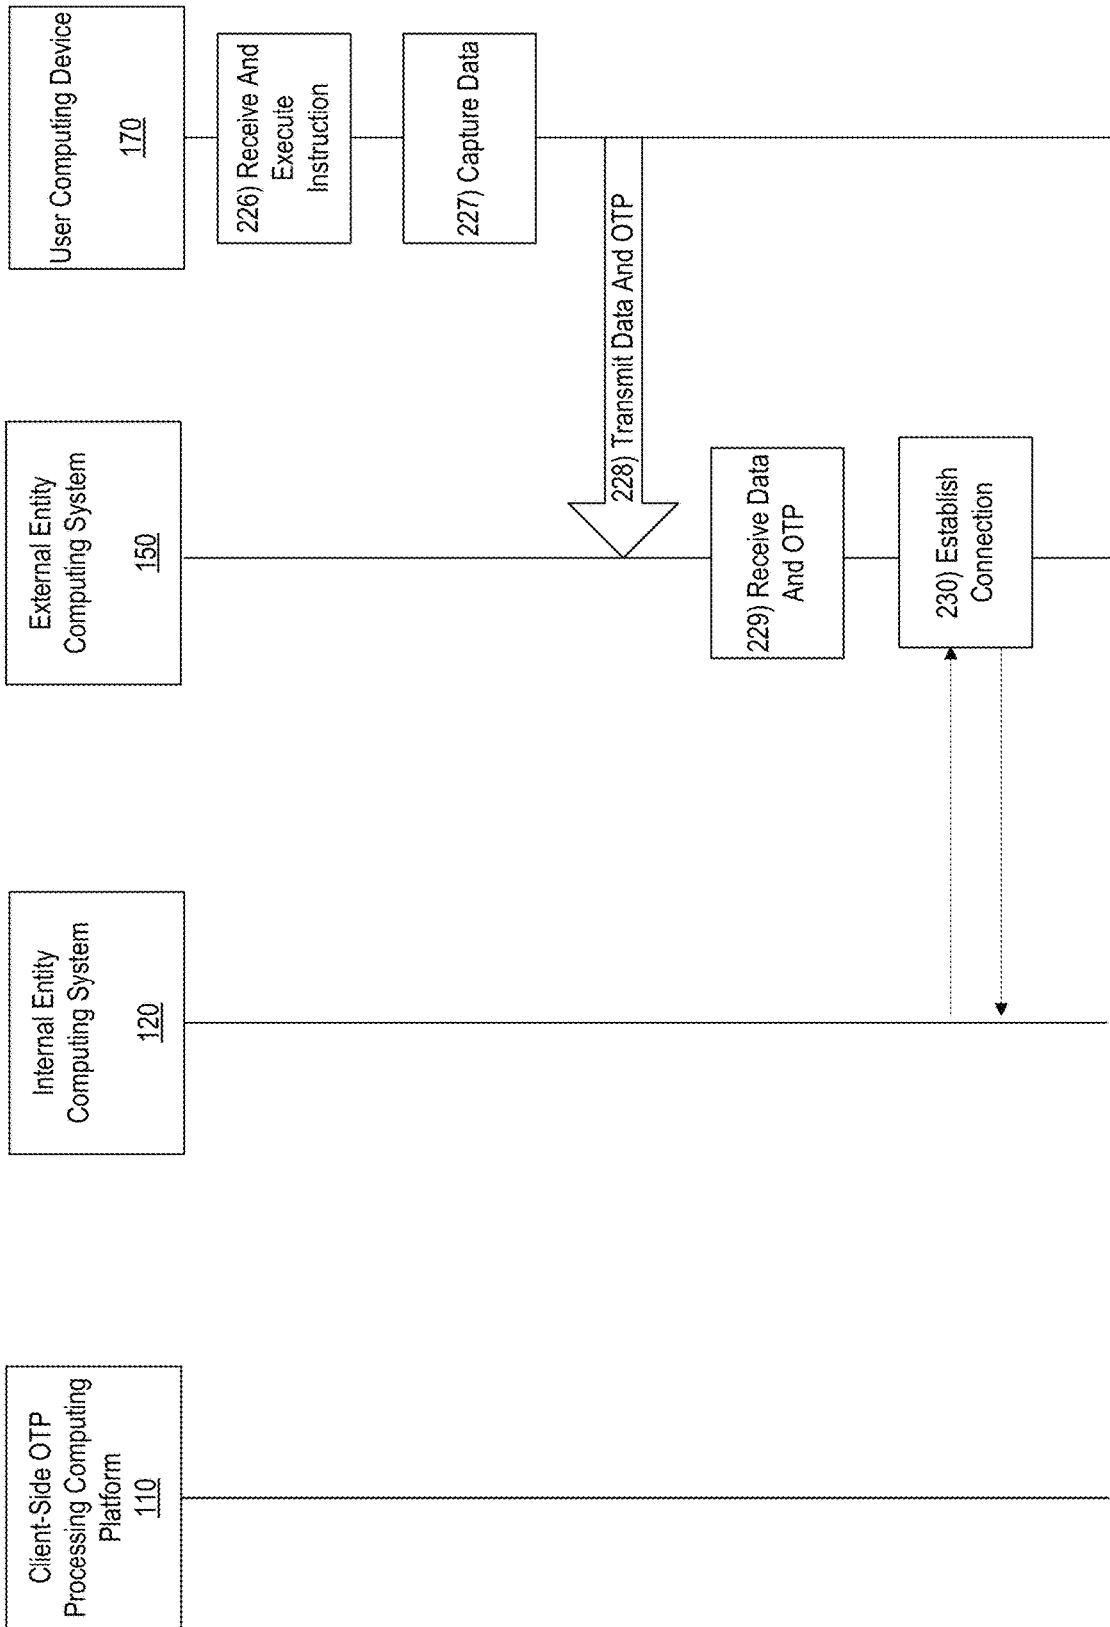 Client-Side OTP
Processing Computing
Platform
110
Internal Entity
Computing System
120
External Entity
Computing System
150
User Computing Device
170
226) Receive And
Execute
Instruction
227) Capture Data
228) Transmit Data And OTP
229) Receive Data
And OTP
230) Establish
Connection